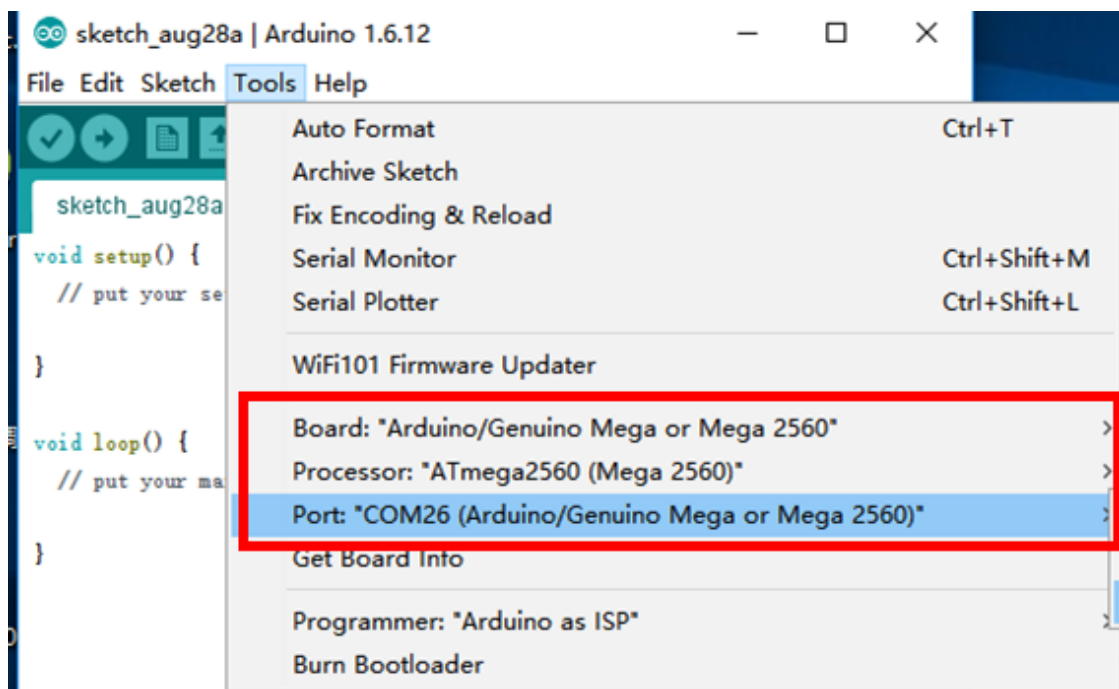 sketch_aug28a | Arduino 1.6.12
File Edit Sketch Tools Help
Auto Format Ctrl+T
Archive Sketch
sketch_aug28a
Fix Encoding & Reload
void setup() {
Serial Monitor Ctrl+Shift+M
// put your se
Serial Plotter Ctrl+Shift+L
}
WiFi101 Firmware Updater
Board: "Arduino/Genuino Mega or Mega 2560"
void loop() {
Processor: "ATmega2560 (Mega 2560)"
// put your ma
Port: "COM26 (Arduino/Genuino Mega or Mega 2560)"
}
Get Board Info
Programmer: "Arduino as ISP"
Burn Bootloader